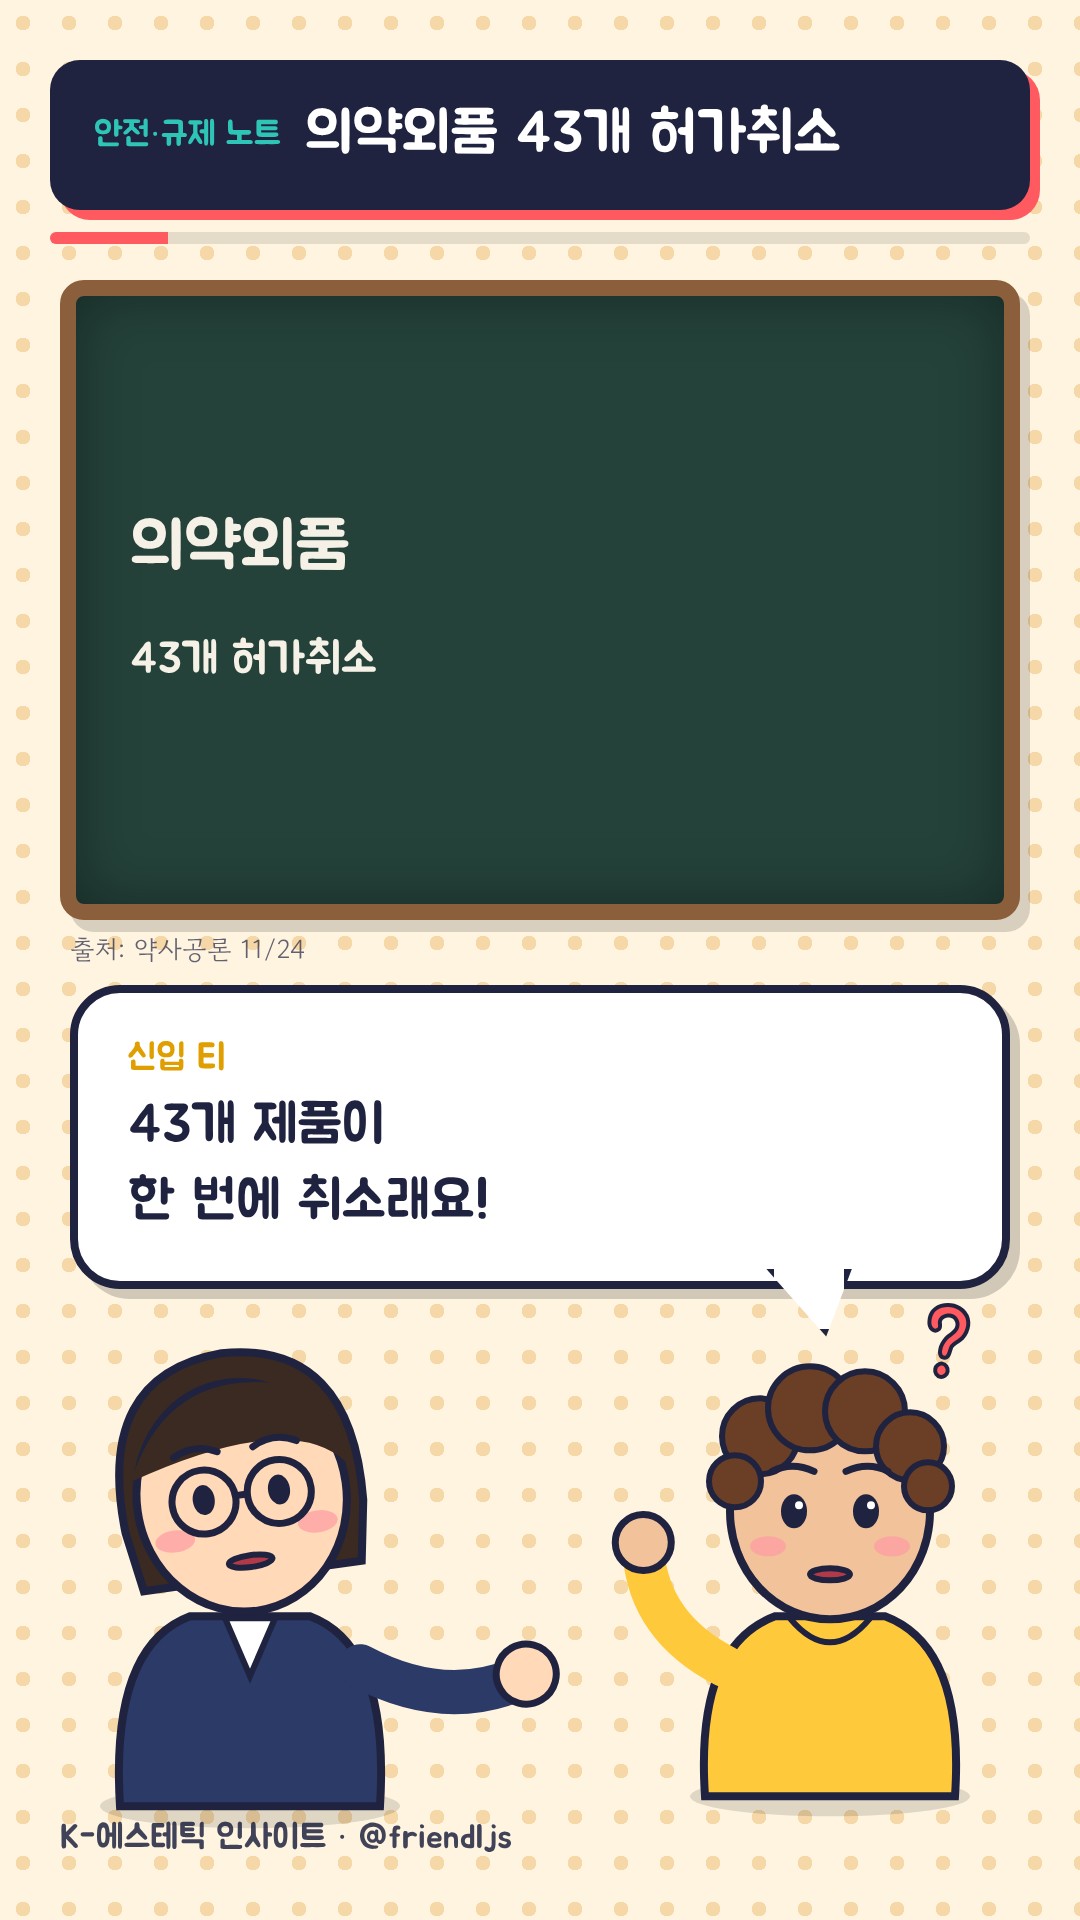 안전·규제 노트 의약외품 43개 허가취소
의약외품
43개 허가취소
출처: 약사공론 11/24
신입 티
43개 제품이
한 번에 취소래요!
?
K-에스테틱 인사이트 · @friendljs